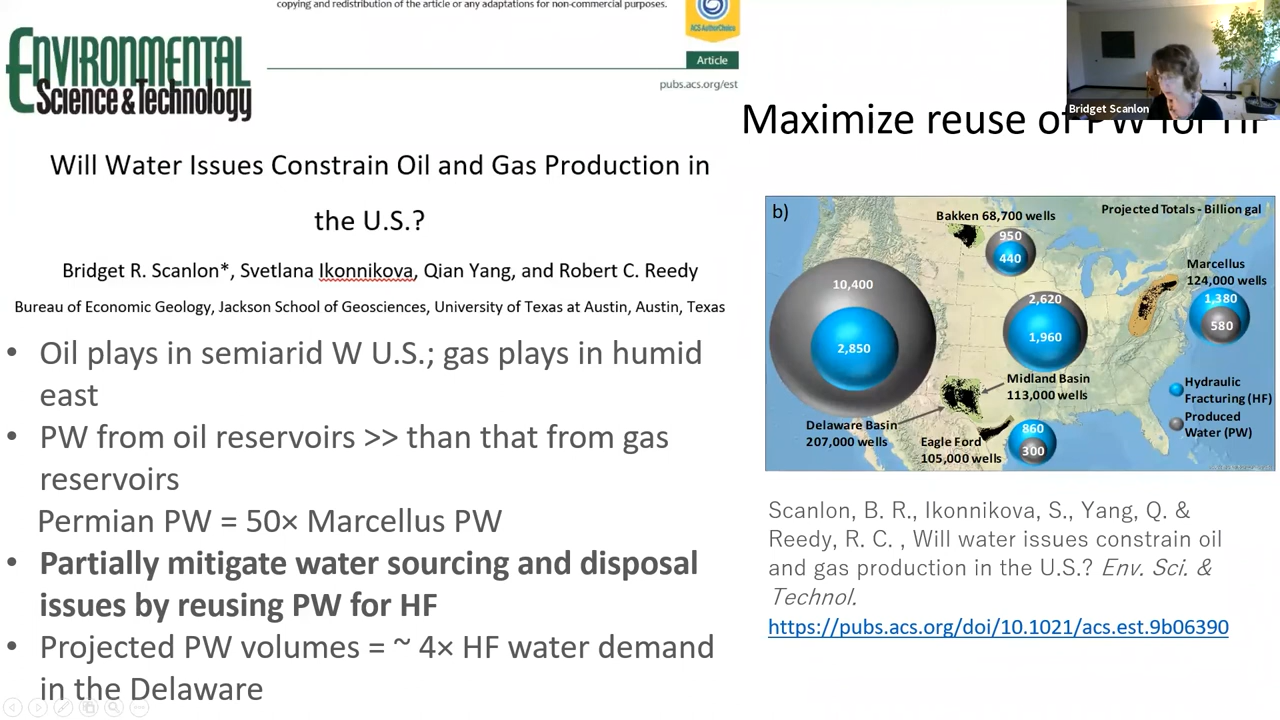 copying and redistribution of the article or any adaptations for non-commercial purposes.
ACS AuthorChoice
ENVIRONMENTAL
Science & Technology
Article
pubs.acs.org/est
Will Water Issues Constrain Oil and Gas Production in
the U.S.?
Bridget R. Scanlon*, Svetlana Ikonnikova, Qian Yang, and Robert C. Reedy
Bureau of Economic Geology, Jackson School of Geosciences, University of Texas at Austin, Austin, Texas
• Oil plays in semiarid W U.S.; gas plays in humid
east
• PW from oil reservoirs >> than that from gas
reservoirs
Permian PW = 50× Marcellus PW
• Partially mitigate water sourcing and disposal
issues by reusing PW for HF
• Projected PW volumes = ~ 4× HF water demand
in the Delaware
Bridget Scanlon
Maximize reuse of PW for HF
b)
Projected Totals - Billion gal
Bakken 68,700 wells
950
440
Marcellus
124,000 wells
1,380
580
10,400
2,850
2,620
1,960
Midland Basin
113,000 wells
Delaware Basin
207,000 wells
Eagle Ford
105,000 wells
860
300
Hydraulic
Fracturing (HF)
Produced
Water (PW)
Scanlon, B. R., Ikonnikova, S., Yang, Q. &
Reedy, R. C. , Will water issues constrain oil
and gas production in the U.S.? Env. Sci. &
Technol.
https://pubs.acs.org/doi/10.1021/acs.est.9b06390